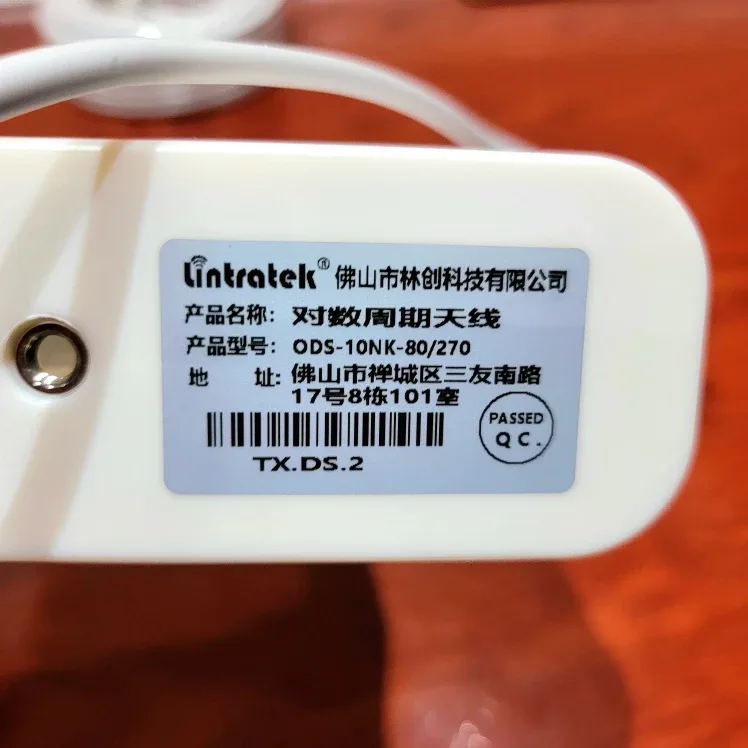 Lintratek® 佛山市林创科技有限公司
产品名称： 对数周期天线
产品型号： ODS-10NK-80/270
地 址： 佛山市禅城区三友南路
17号8栋101室
PASSED
QC.
TX.DS.2